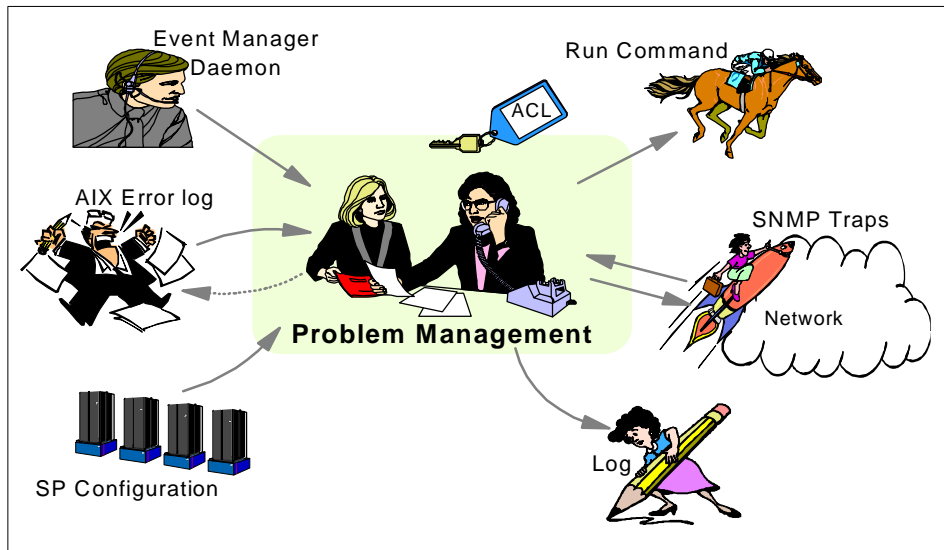 Event Manager
Daemon
Run Command
ACL
AIX Error log
SNMP Traps
Network
Problem Management
Log
SP Configuration